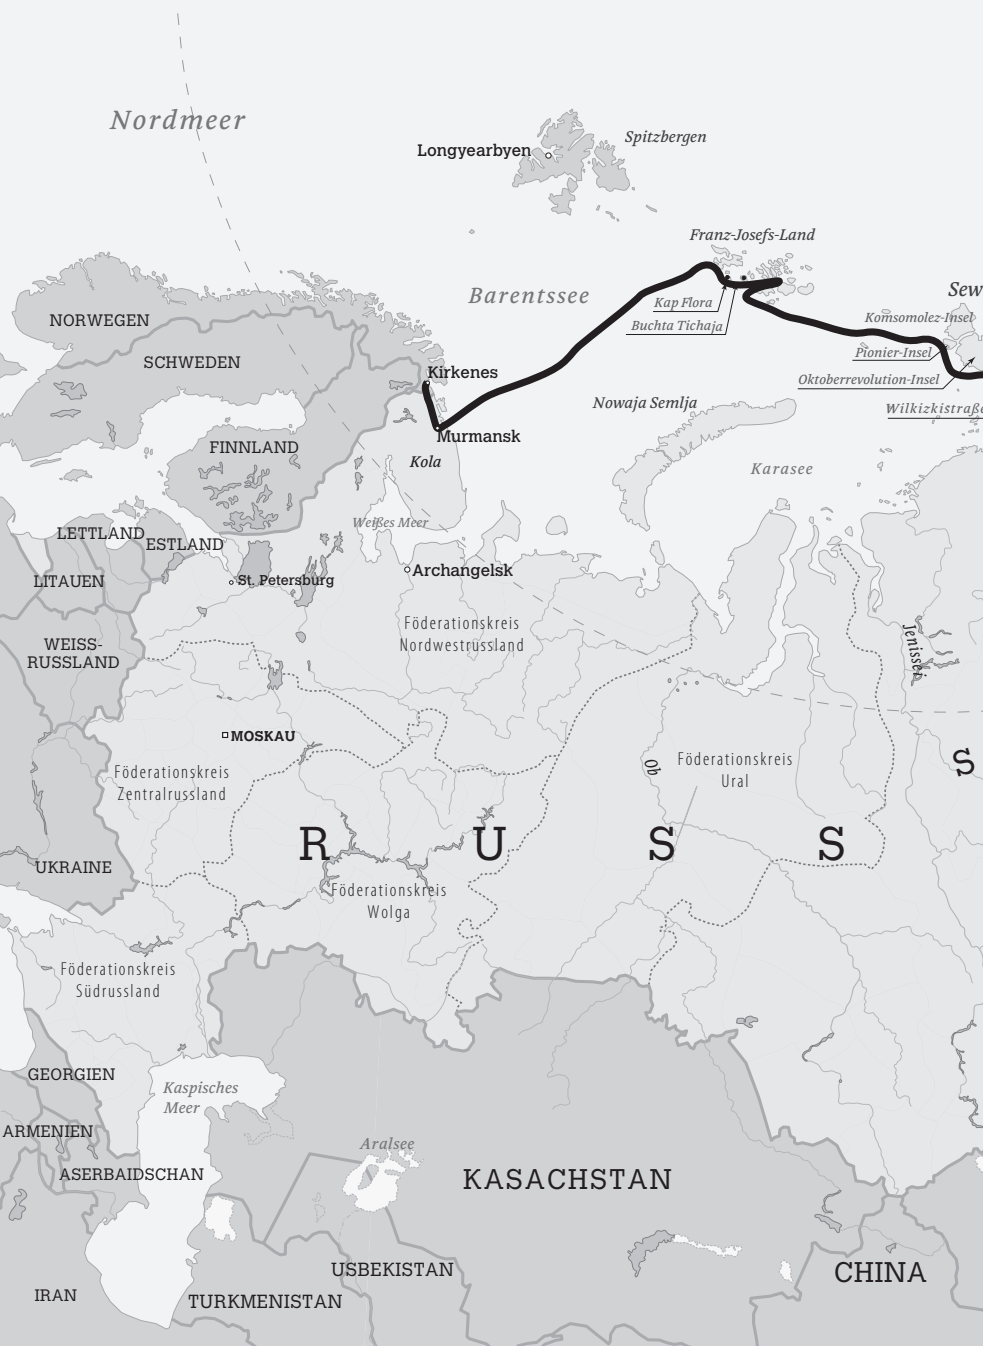 Nordmeer
Longyearbyen
Spitzbergen
Franz-Josefs-Land
Barentssee
Sew
Kap Flora
Buchta Tichaja
Komsomolez-Insel
NORWEGEN
Pionier-Insel
SCHWEDEN
Kirkenes
Oktoberrevolution-Insel
Nowaja Semlja
Wilkizkistraße
Murmansk
FINNLAND
Kola
Karasee
Weißes Meer
LETTLAND
ESTLAND
Archangelsk
LITAUEN
St. Petersburg
Föderationskreis
Nordwestrussland
Jenissei
WEISS-
RUSSLAND
MOSKAU
Föderationskreis
Zentralrussland
Ob
Föderationskreis
Ural
S
R U S S
UKRAINE
Föderationskreis
Wolga
Föderationskreis
Südrussland
GEORGIEN
Kaspisches
Meer
ARMENIEN
Aralsee
ASERBAIDSCHAN
KASACHSTAN
USBEKISTAN
CHINA
IRAN
TURKMENISTAN